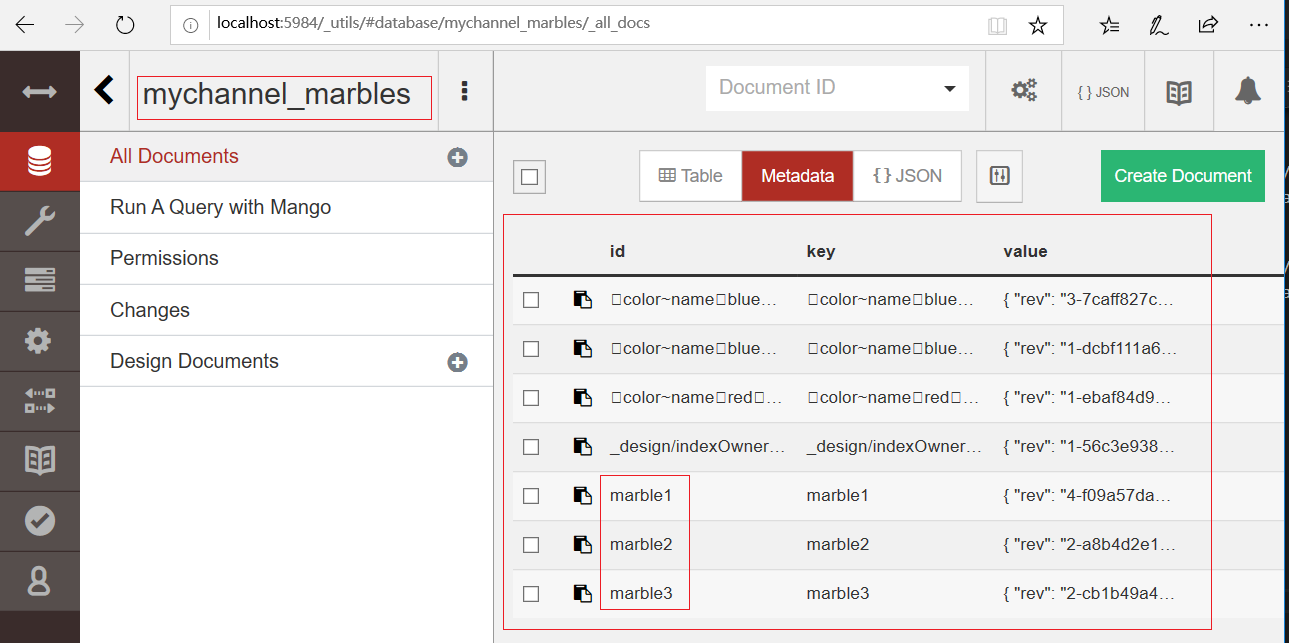 localhost:5984/_utils/#database/mychannel_marbles/_all_docs
mychannel_marbles
Document ID
{ } JSON
All Documents
Run A Query with Mango
Permissions
Changes
Design Documents
Table
Metadata
{ } JSON
Create Document
id key value
□color~name□blue… □color~name□blue… { "rev": "3-7caff827c…
□color~name□blue… □color~name□blue… { "rev": "1-dcbf111a6…
□color~name□red□… □color~name□red□… { "rev": "1-ebaf84d9…
_design/indexOwner… _design/indexOwner… { "rev": "1-56c3e938…
marble1 marble1 { "rev": "4-f09a57da…
marble2 marble2 { "rev": "2-a8b4d2e1…
marble3 marble3 { "rev": "2-cb1b49a4…